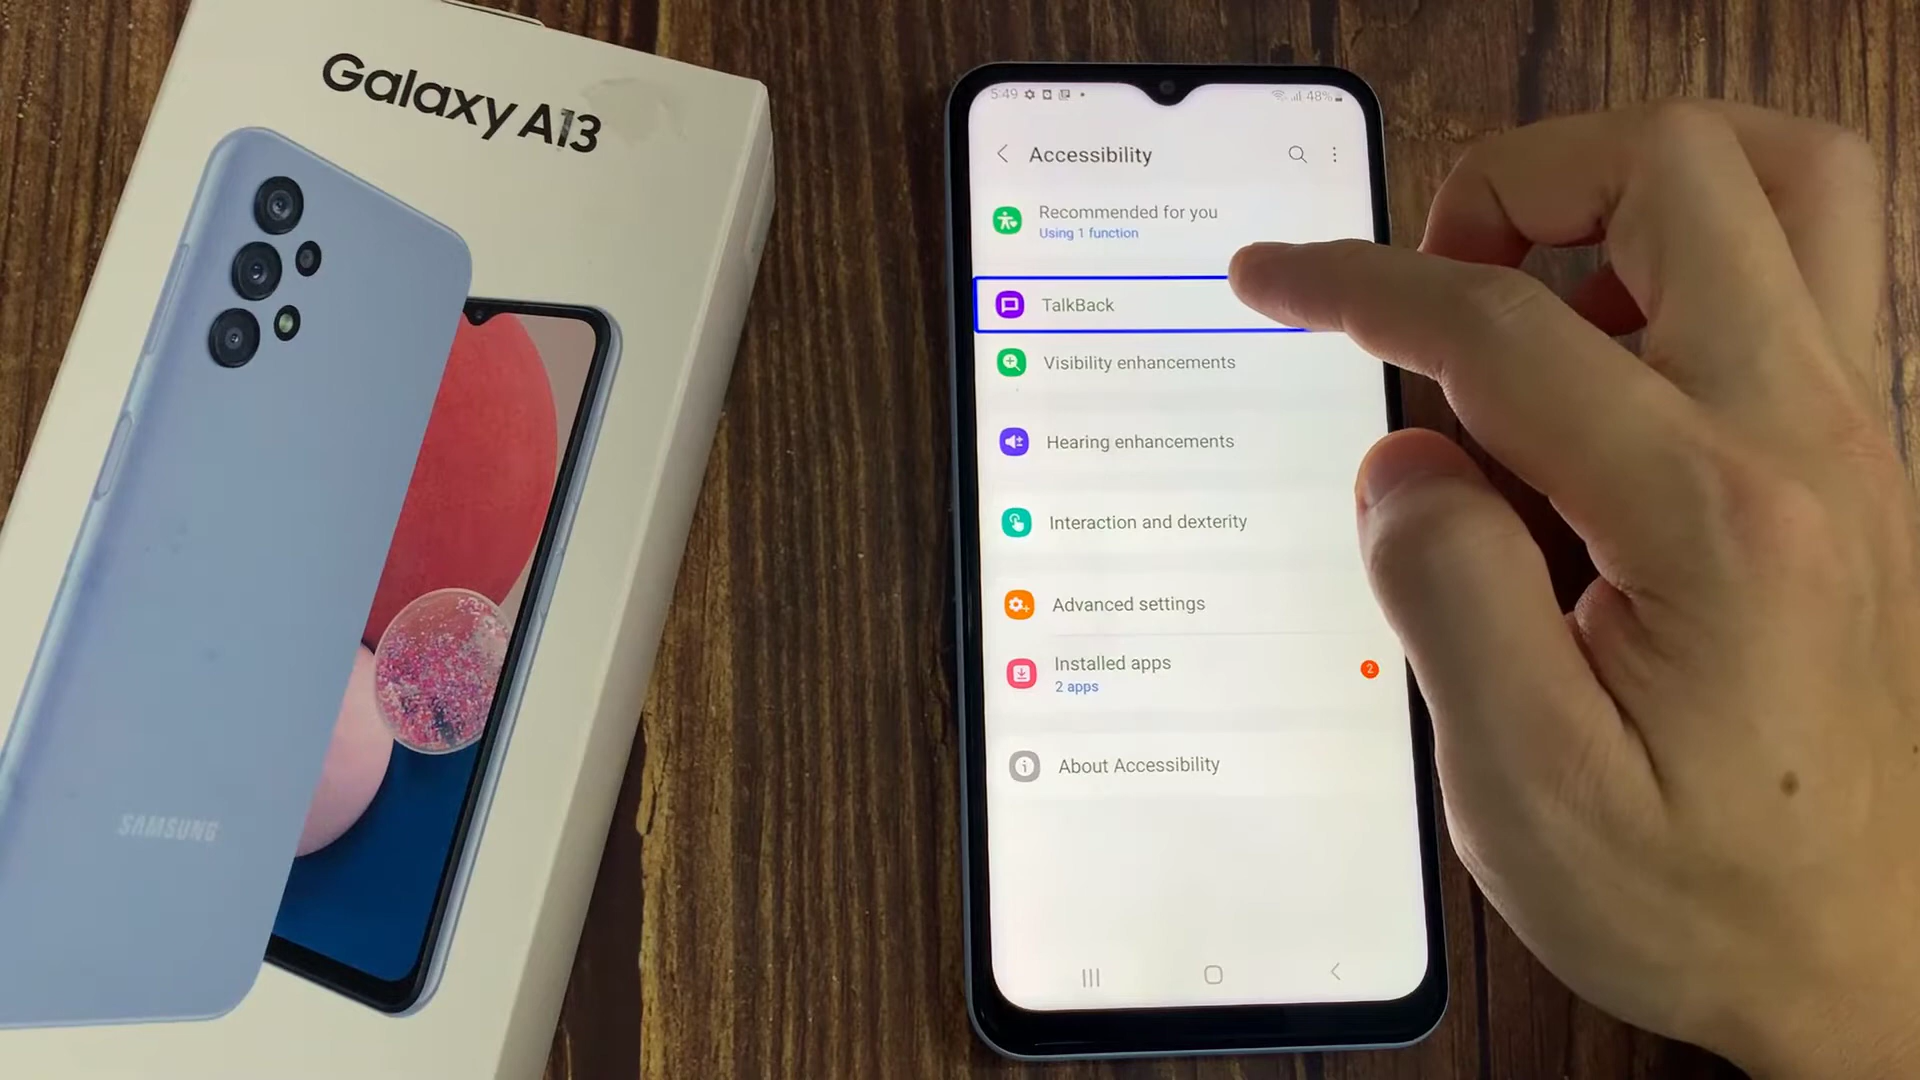 Galaxy A13
SAMSUNG
5:49
48%
Accessibility
Recommended for you
Using 1 function
TalkBack
Visibility enhancements
Hearing enhancements
Interaction and dexterity
Advanced settings
Installed apps
2 apps
2
About Accessibility